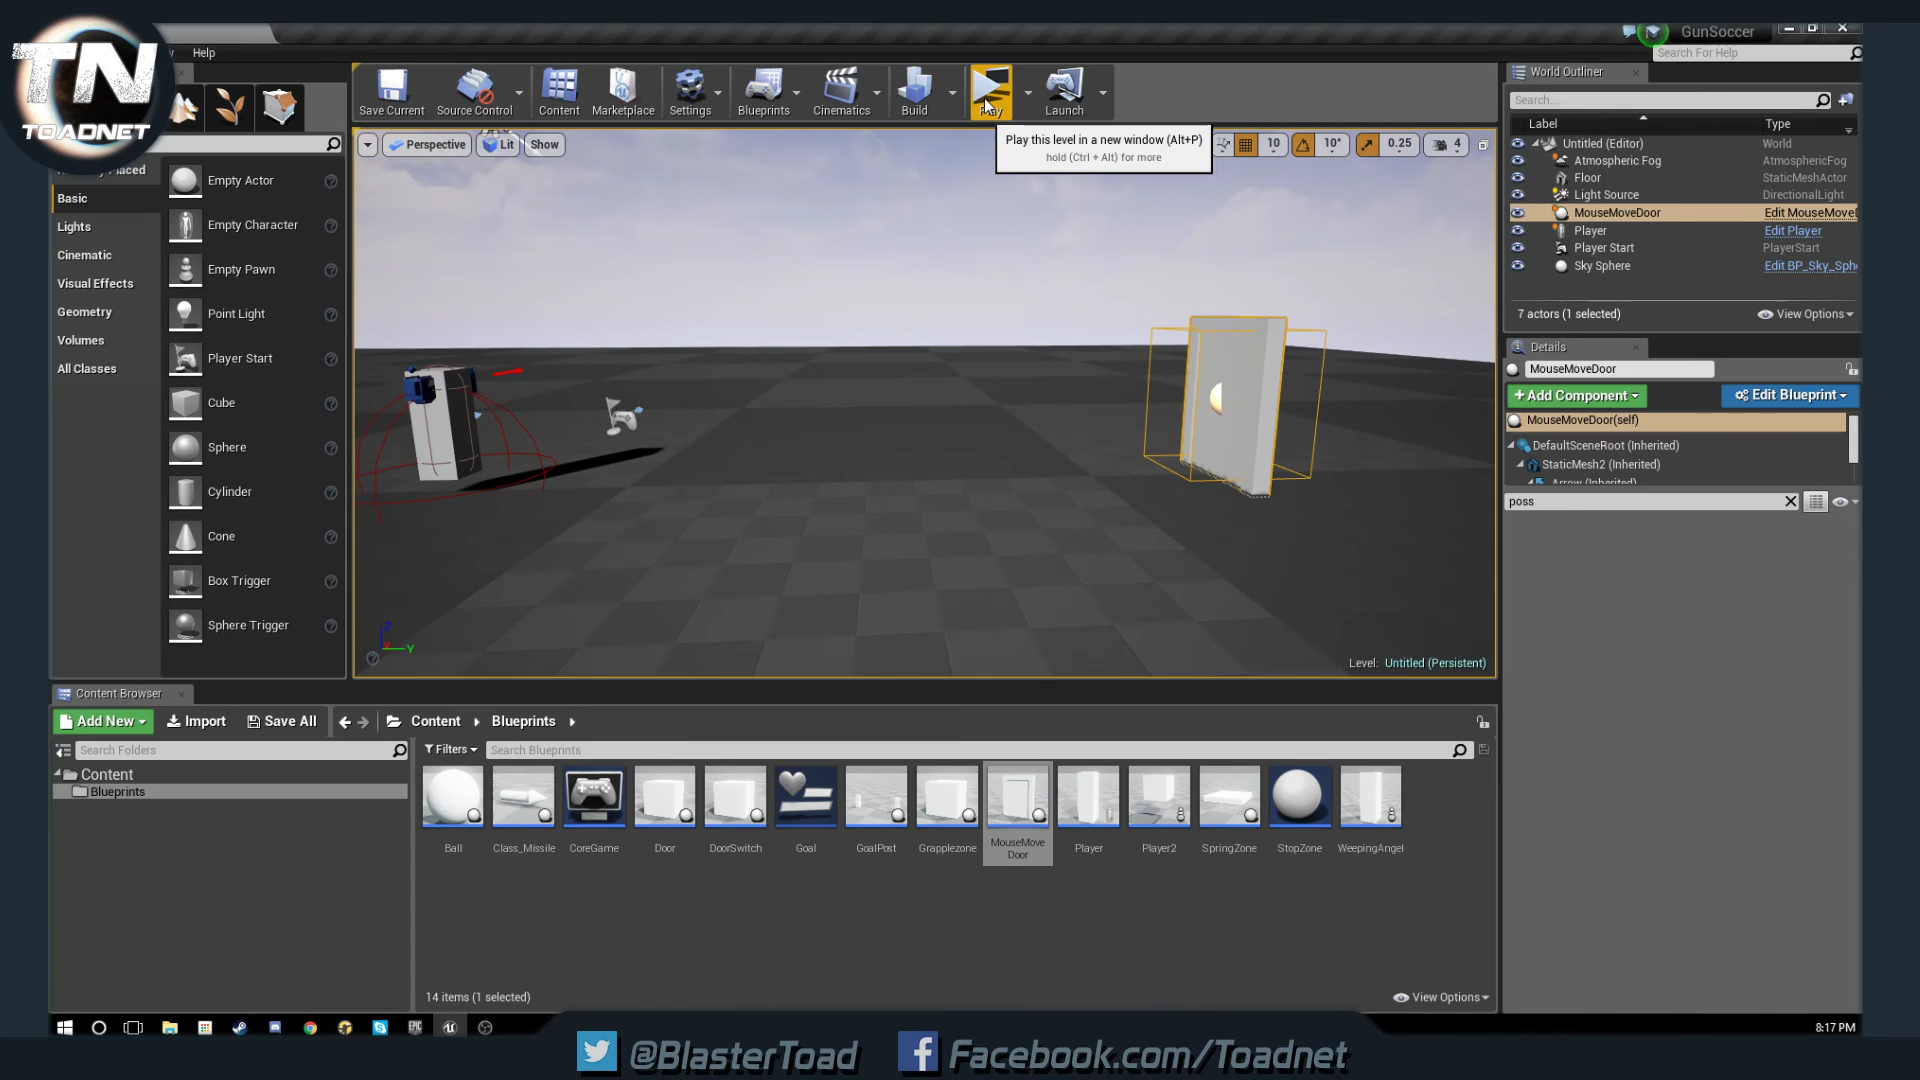 TN
TOADNET
Help
GunSoccer
Search For Help
Save Current
Source Control
Content
Marketplace
Settings
Blueprints
Cinematics
Build
Play
Launch
Play this level in a new window (Alt+P)
hold (Ctrl + Alt) for more
Perspective
Lit
Show
10
10°
0.25
4
Placed
Basic
Lights
Cinematic
Visual Effects
Geometry
Volumes
All Classes
Empty Actor
Empty Character
Empty Pawn
Point Light
Player Start
Cube
Sphere
Cylinder
Cone
Box Trigger
Sphere Trigger
Z
Y
Level: Untitled (Persistent)
World Outliner
Search...
Label Type
Untitled (Editor) World
AtmosphericFog AtmosphericFog
Floor StaticMeshActor
Light Source DirectionalLight
MouseMoveDoor Edit MouseMoveD
Player Edit Player
Player Start PlayerStart
Sky Sphere Edit BP_Sky_Sph
7 actors (1 selected)
View Options
Details
MouseMoveDoor
+Add Component
Edit Blueprint
MouseMoveDoor(self)
DefaultSceneRoot (Inherited)
StaticMesh2 (Inherited)
Arrow (Inherited)
poss
Content Browser
Add New
Import
Save All
Content
Blueprints
Search Folders
Filters
Search Blueprints
Content
Blueprints
Ball
Class_Missile
CoreGame
Door
DoorSwitch
Goal
GoalPost
Grapplezone
MouseMove
Door
Player
Player2
SpringZone
StopZone
WeepingAngel
14 items (1 selected)
View Options
EPIC
8:17 PM
@BlasterToad
Facebook.com/Toadnet